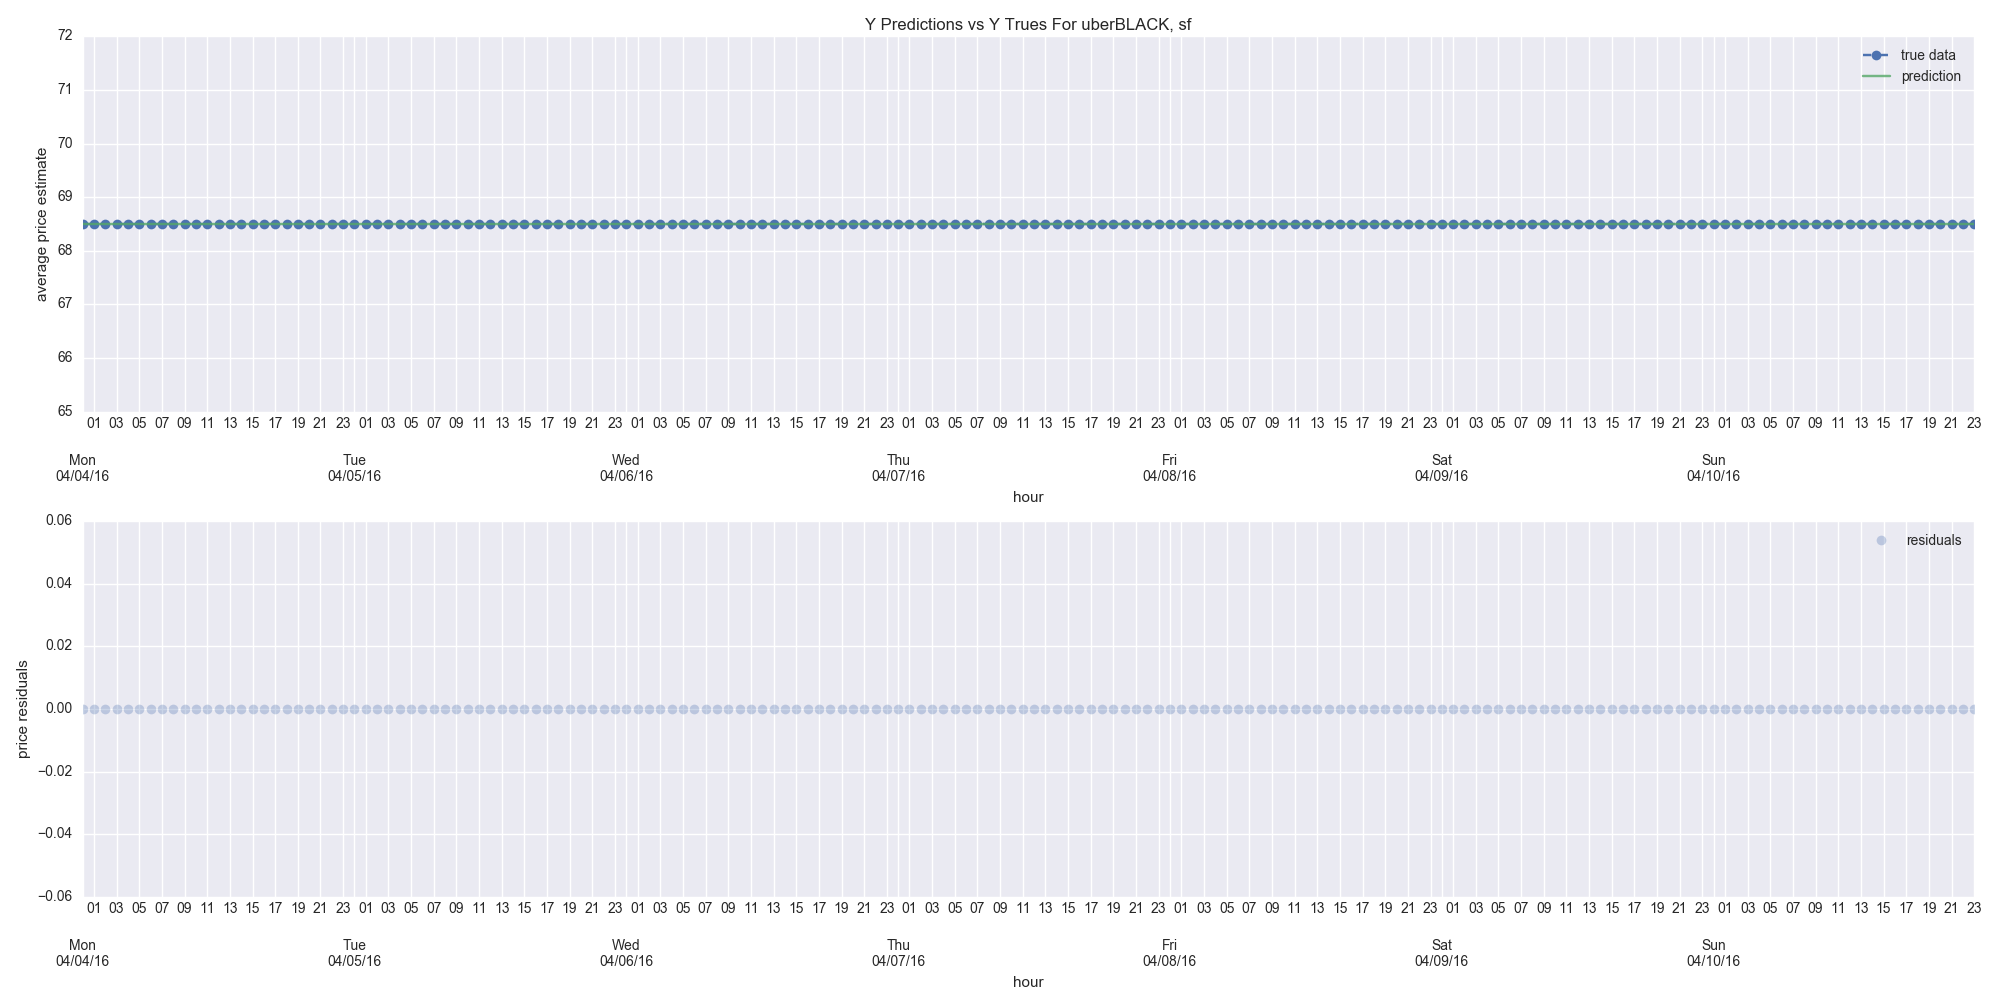 Y Predictions vs Y Trues For uberBLACK, sf
72
71
70
69
68
67
66
65
average price estimate
true data
prediction
01 03 05 07 09 11 13 15 17 19 21 23 01 03 05 07 09 11 13 15 17 19 21 23 01 03 05 07 09 11 13 15 17 19 21 23 01 03 05 07 09 11 13 15 17 19 21 23 01 03 05 07 09 11 13 15 17 19 21 23 01 03 05 07 09 11 13 15 17 19 21 23 01 03 05 07 09 11 13 15 17 19 21 23
Mon Tue Wed Thu Fri Sat Sun
04/04/16 04/05/16 04/06/16 04/07/16 04/08/16 04/09/16 04/10/16
hour
0.06
0.04
0.02
0.00
−0.02
−0.04
−0.06
price residuals
residuals
01 03 05 07 09 11 13 15 17 19 21 23 01 03 05 07 09 11 13 15 17 19 21 23 01 03 05 07 09 11 13 15 17 19 21 23 01 03 05 07 09 11 13 15 17 19 21 23 01 03 05 07 09 11 13 15 17 19 21 23 01 03 05 07 09 11 13 15 17 19 21 23 01 03 05 07 09 11 13 15 17 19 21 23
Mon Tue Wed Thu Fri Sat Sun
04/04/16 04/05/16 04/06/16 04/07/16 04/08/16 04/09/16 04/10/16
hour